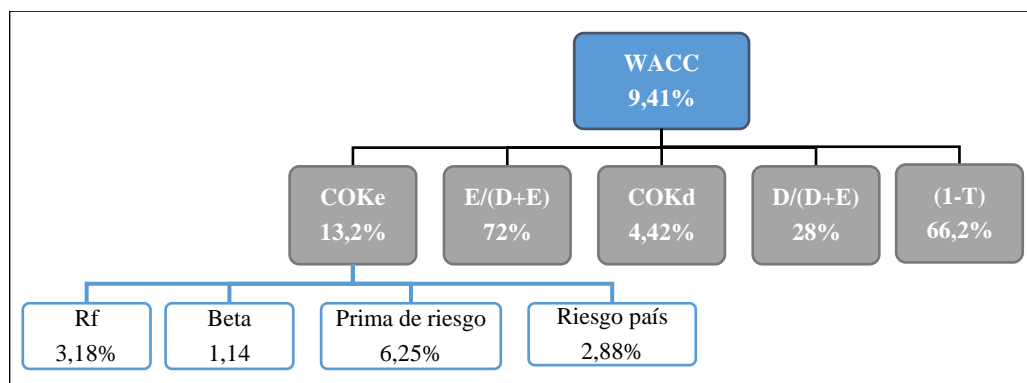 WACC
9,41%
COKe
13,2%
E/(D+E)
72%
COKd
4,42%
D/(D+E)
28%
(1-T)
66,2%
Rf
3,18%
Beta
1,14
Prima de riesgo
6,25%
Riesgo país
2,88%